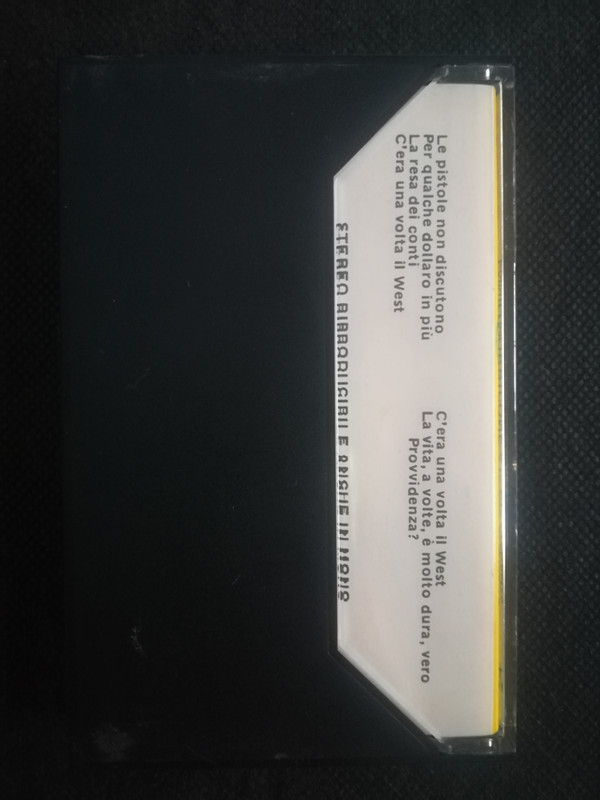 Le pistole non discutono
Per qualche dollaro in più
La resa dei conti
C'era una volta il West
C'era una volta il West
La vita, a volte, è molto dura, vero
Provvidenza?
STEREO RIPRODUCIBILI E ANCHE IN MONO